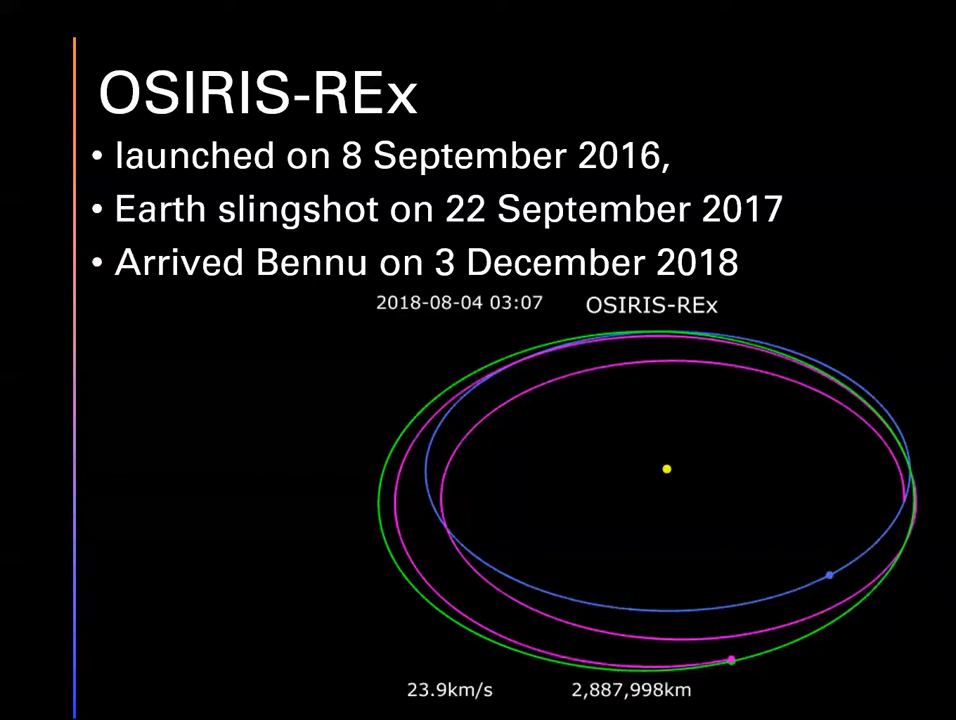 OSIRIS-REx
• launched on 8 September 2016,
• Earth slingshot on 22 September 2017
• Arrived Bennu on 3 December 2018
2018-08-04 03:07 OSIRIS-REx
23.9km/s 2,887,998km